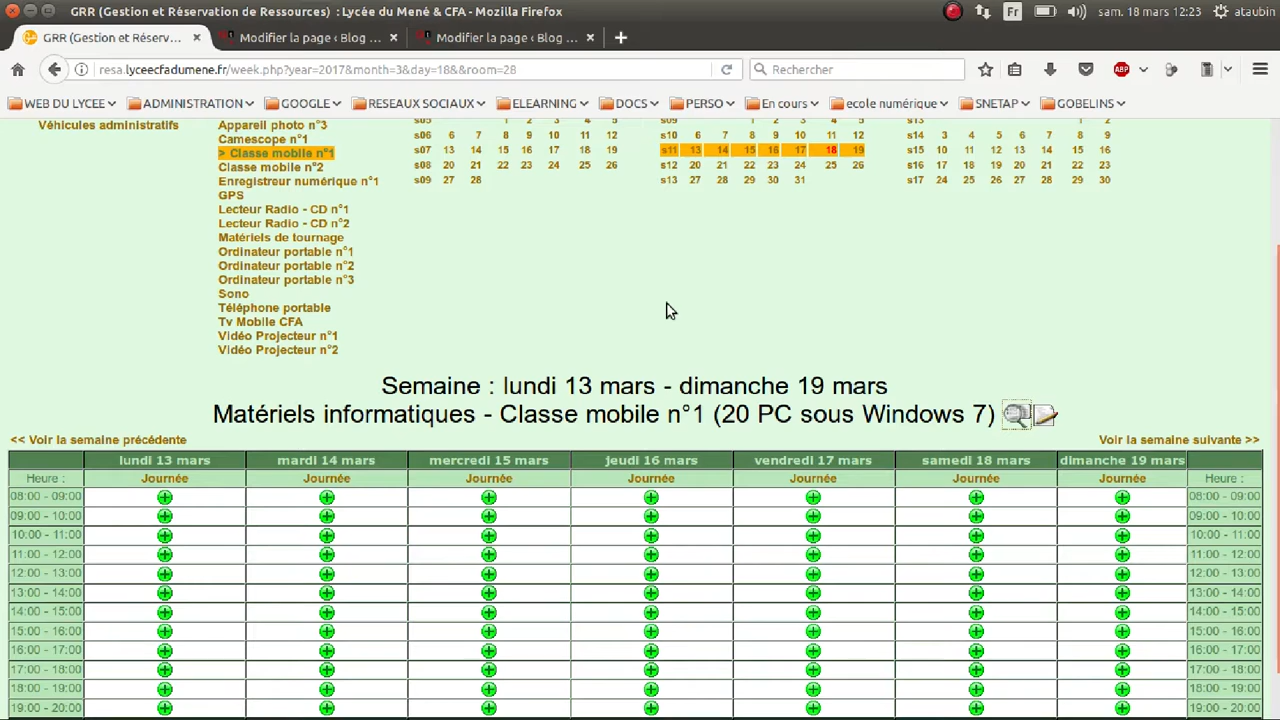 GRR (Gestion et Réservation de Ressources) : Lycée du Mené & CFA - Mozilla Firefox
Fr
sam. 18 mars 12:23
ataubin
GRR (Gestion et Réserv... ×
Modifier la page ‹ Blog ... ×
Modifier la page ‹ Blog ... ×
resa.lyceecfadumene.fr/week.php?year=2017&month=3&day=18&&room=28
Rechercher
ABP
WEB DU LYCEE
ADMINISTRATION
GOOGLE
RESEAUX SOCIAUX
ELEARNING
DOCS
PERSO
En cours
ecole numérique
SNETAP
GOBELINS
Véhicules administratifs
Appareil photo n°3
Camescope n°1
> Classe mobile n°1
Classe mobile n°2
Enregistreur numérique n°1
GPS
Lecteur Radio - CD n°1
Lecteur Radio - CD n°2
Matériels de tournage
Ordinateur portable n°1
Ordinateur portable n°2
Ordinateur portable n°3
Sono
Téléphone portable
Tv Mobile CFA
Vidéo Projecteur n°1
Vidéo Projecteur n°2
s05 1 2 3 4 5
s06 6 7 8 9 10 11 12
s07 13 14 15 16 17 18 19
s08 20 21 22 23 24 25 26
s09 27 28
s09 1 2 3 4 5
s10 6 7 8 9 10 11 12
s11 13 14 15 16 17 18 19
s12 20 21 22 23 24 25 26
s13 27 28 29 30 31
s13 1 2
s14 3 4 5 6 7 8 9
s15 10 11 12 13 14 15 16
s16 17 18 19 20 21 22 23
s17 24 25 26 27 28 29 30
Semaine : lundi 13 mars - dimanche 19 mars
Matériels informatiques - Classe mobile n°1 (20 PC sous Windows 7)
<< Voir la semaine précédente
Voir la semaine suivante >>
lundi 13 mars mardi 14 mars mercredi 15 mars jeudi 16 mars vendredi 17 mars samedi 18 mars dimanche 19 mars
Heure : Journée Journée Journée Journée Journée Journée Journée Heure :
08:00 - 09:00 08:00 - 09:00
09:00 - 10:00 09:00 - 10:00
10:00 - 11:00 10:00 - 11:00
11:00 - 12:00 11:00 - 12:00
12:00 - 13:00 12:00 - 13:00
13:00 - 14:00 13:00 - 14:00
14:00 - 15:00 14:00 - 15:00
15:00 - 16:00 15:00 - 16:00
16:00 - 17:00 16:00 - 17:00
17:00 - 18:00 17:00 - 18:00
18:00 - 19:00 18:00 - 19:00
19:00 - 20:00 19:00 - 20:00